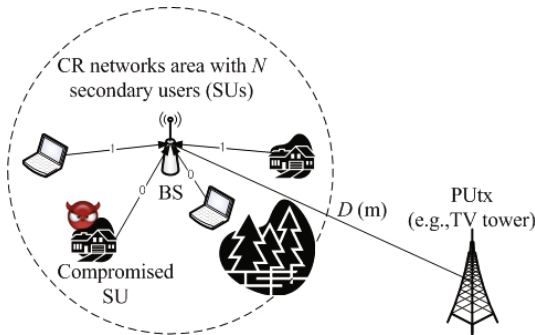 CR networks area with N
secondary users (SUs)
1
1
0
0
BS
Compromised
SU
D (m)
PUtx
(e.g.,TV tower)